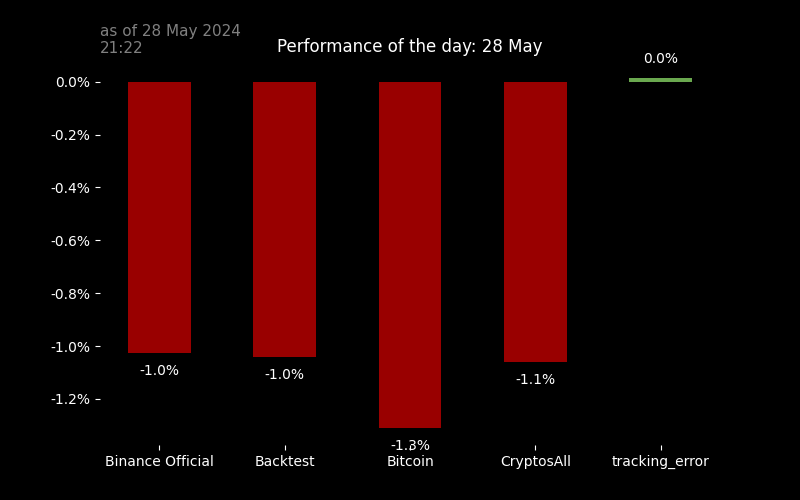 as of 28 May 2024
21:22
Performance of the day: 28 May
0.0%
0.0%
-0.2%
-0.4%
-0.6%
-0.8%
-1.0%
-1.2%
-1.0%
-1.0%
-1.3%
-1.1%
Binance Official
Backtest
Bitcoin
CryptosAll
tracking_error